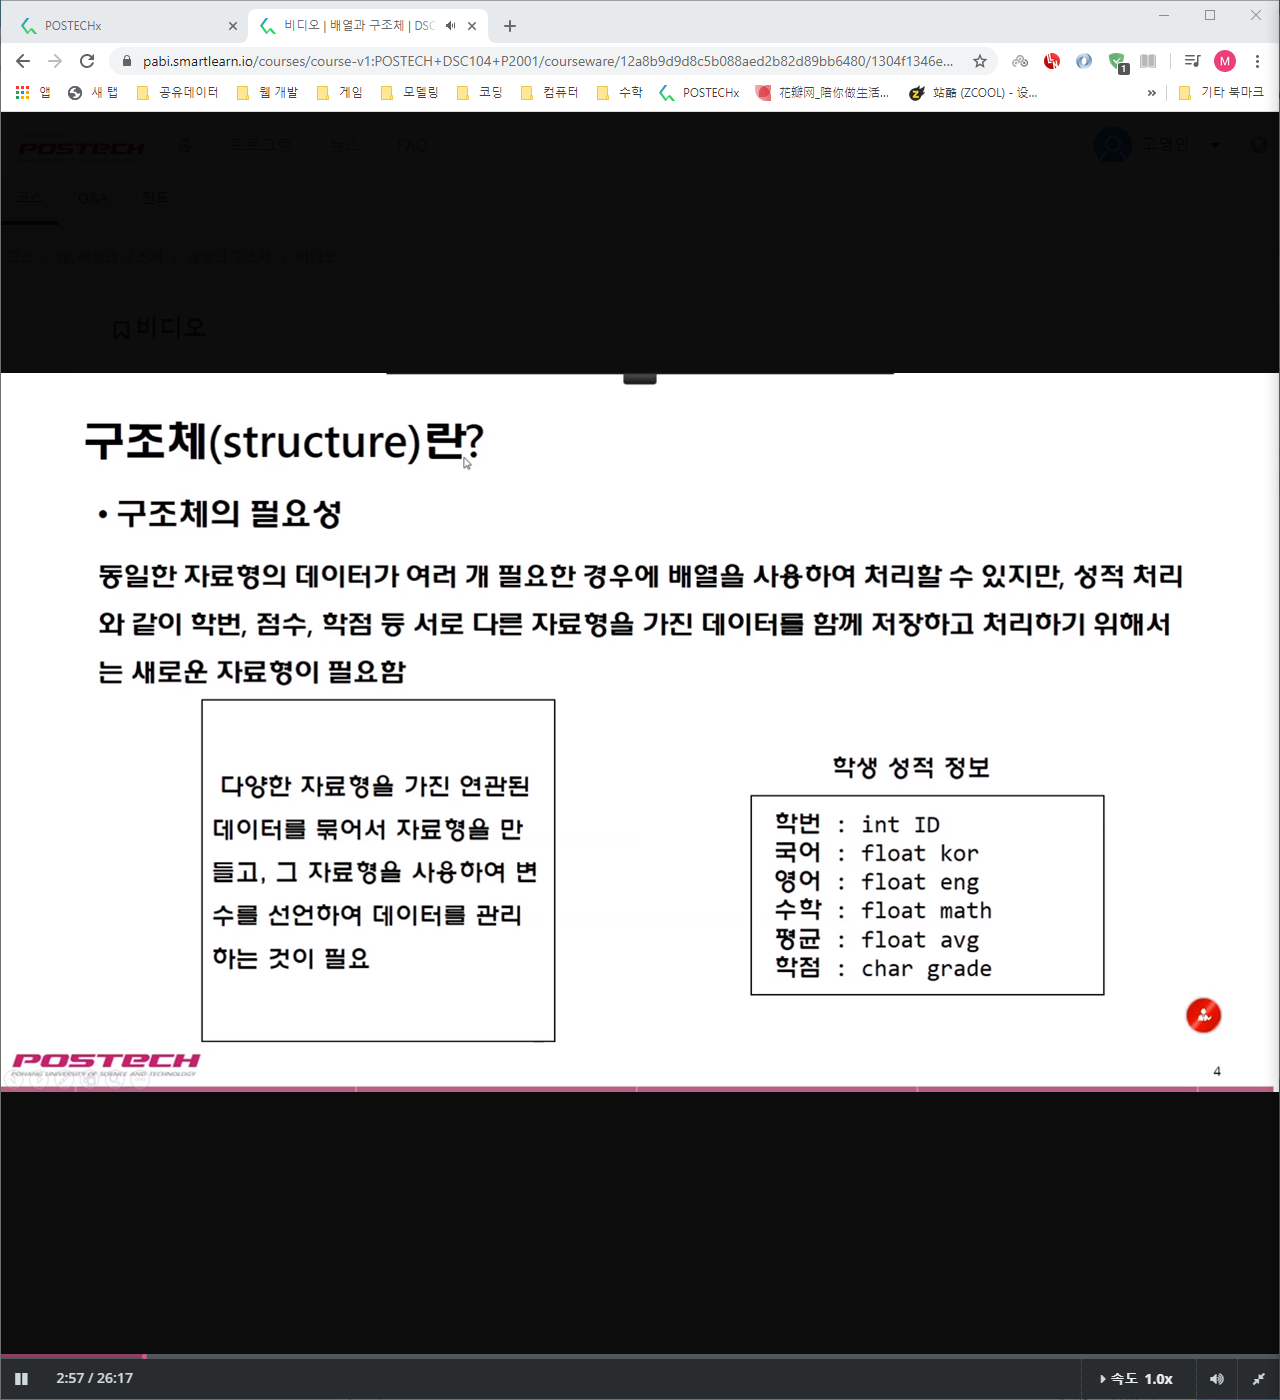 POSTECHx
비디오 | 배열과 구조체 | DSC
pabi.smartlearn.io/courses/course-v1:POSTECH+DSC104+P2001/courseware/12a8b9d9d8c5b088aed2b82d89bb6480/1304f1346e...
1
M
앱 새 탭 공유데이터 웹 개발 게임 모델링 코딩 컴퓨터 수학 POSTECHx 花瓣网_陪你做生活... 站酷 (ZCOOL) - 设... » 기타 북마크
POSTECH 홈 프로그램 뉴스 FAQ 고영인
코스 Q&A 진도
비디오
비디오
구조체(structure)란?
• 구조체의 필요성
동일한 자료형의 데이터가 여러 개 필요한 경우에 배열을 사용하여 처리할 수 있지만, 성적 처리
와 같이 학번, 점수, 학점 등 서로 다른 자료형을 가진 데이터를 함께 저장하고 처리하기 위해서
는 새로운 자료형이 필요함
다양한 자료형을 가진 연관된
데이터를 묶어서 자료형을 만
들고, 그 자료형을 사용하여 변
수를 선언하여 데이터를 관리
하는 것이 필요
학생 성적 정보
학번 : int ID
국어 : float kor
영어 : float eng
수학 : float math
평균 : float avg
학점 : char grade
POSTECH
POHANG UNIVERSITY OF SCIENCE AND TECHNOLOGY
4
2:57 / 26:17
속도 1.0x